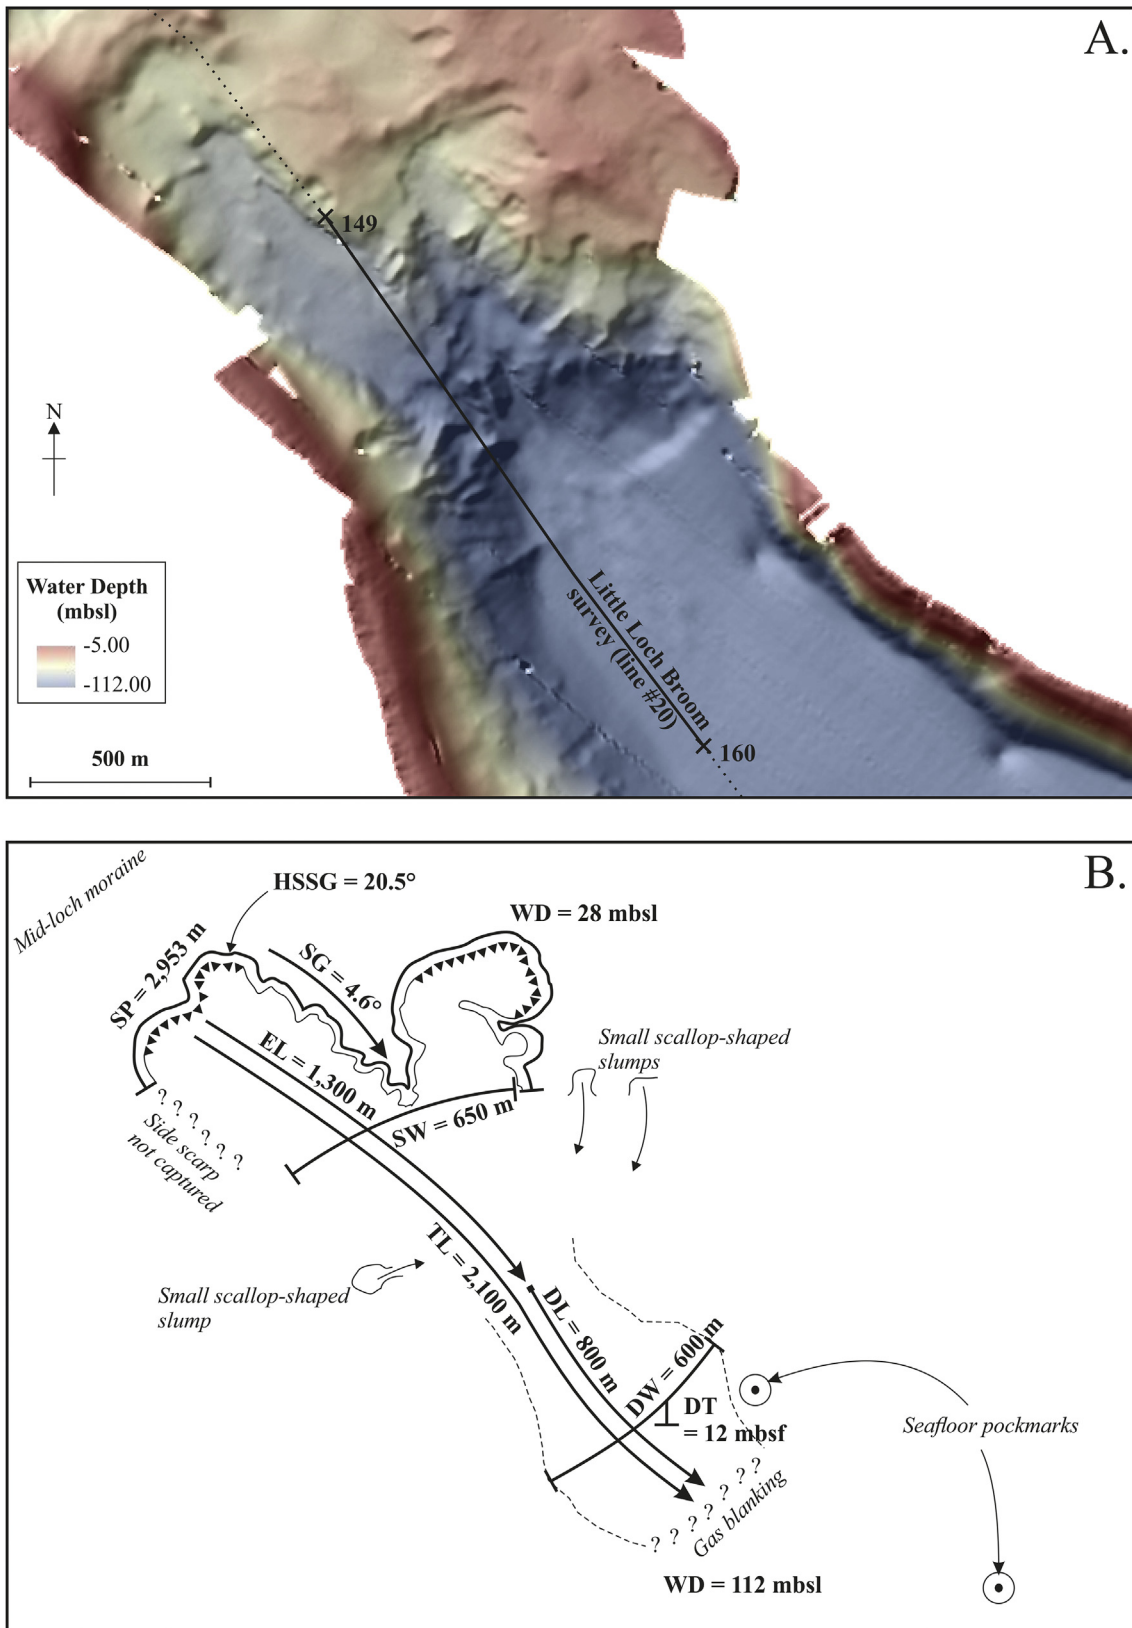 A.
149
N
Water Depth
(mbsl)
-5.00
-112.00
Little Loch Broom
survey (line #20)
160
500 m
B.
Mid-loch moraine
HSSG = 20.5°
WD = 28 mbsl
SP = 2,953 m
SG = 4.6°
EL = 1,300 m
SW = 650 m
Small scallop-shaped
slumps
? ? ? ? ? ?
Side scarp
not captured
TL = 2,100 m
Small scallop-shaped
slump
DL = 800 m
DW = 600 m
DT
= 12 mbsf
Seafloor pockmarks
? ? ? ? ? ? ?
Gas blanking
WD = 112 mbsl